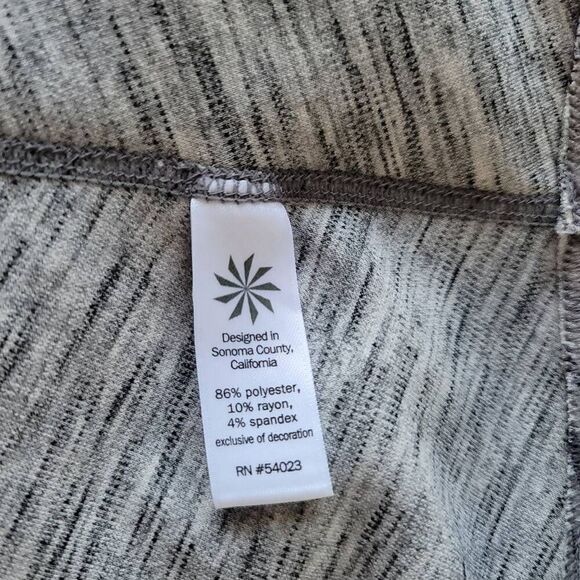 Designed in
Sonoma County,
California
86% polyester,
10% rayon,
4% spandex
exclusive of decoration
RN #54023